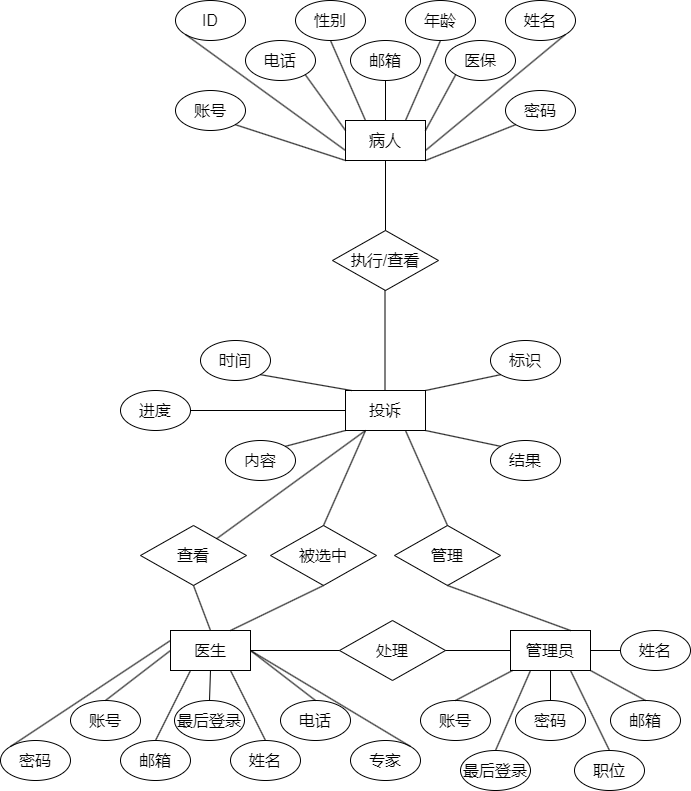 ID
性别
年龄
姓名
电话
邮箱
医保
账号
密码
病人
执行/查看
时间
标识
进度
投诉
内容
结果
查看
被选中
管理
医生
处理
管理员
姓名
账号
最后登录
电话
账号
密码
邮箱
密码
邮箱
姓名
专家
最后登录
职位